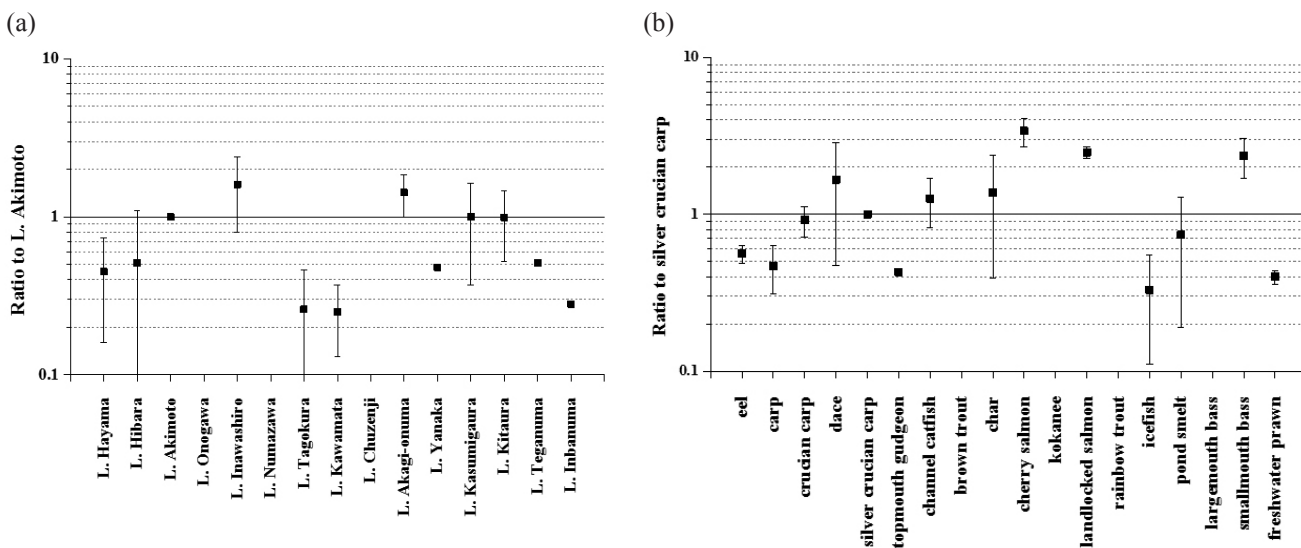 (a)
10
1
0.1
Ratio to L. Akimoto
L. Hayama
L. Hibara
L. Akimoto
L. Onogawa
L. Inawashiro
L. Numazawa
L. Tagokura
L. Kawamata
L. Chuzenji
L. Akagi-onuma
L. Yanaka
L. Kasumigaura
L. Kitaura
L. Teganuma
L. Inbanuma
(b)
10
1
0.1
Ratio to silver crucian carp
eel
carp
crucian carp
dace
silver crucian carp
topmouth gudgeon
channel catfish
brown trout
char
cherry salmon
kokanee
landlocked salmon
rainbow trout
icefish
pond smelt
largemouth bass
smallmouth bass
freshwater prawn